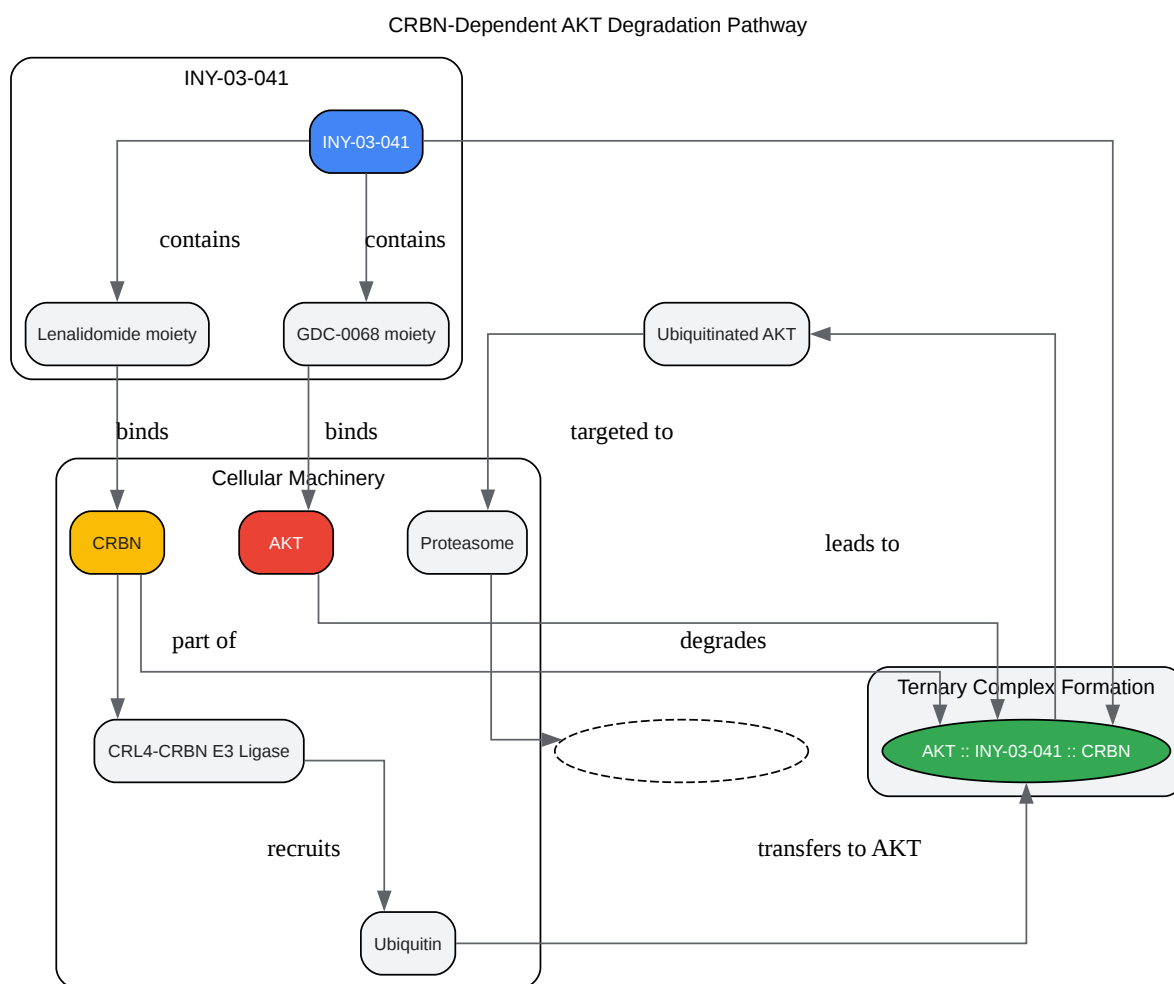 CRBN-Dependent AKT Degradation Pathway
INY-03-041
INY-03-041
contains
contains
Lenalidomide moiety
GDC-0068 moiety
Ubiquitinated AKT
binds
binds
targeted to
Cellular Machinery
CRBN
AKT
Proteasome
leads to
part of
degrades
Ternary Complex Formation
CRL4-CRBN E3 Ligase
AKT :: INY-03-041 :: CRBN
recruits
transfers to AKT
Ubiquitin